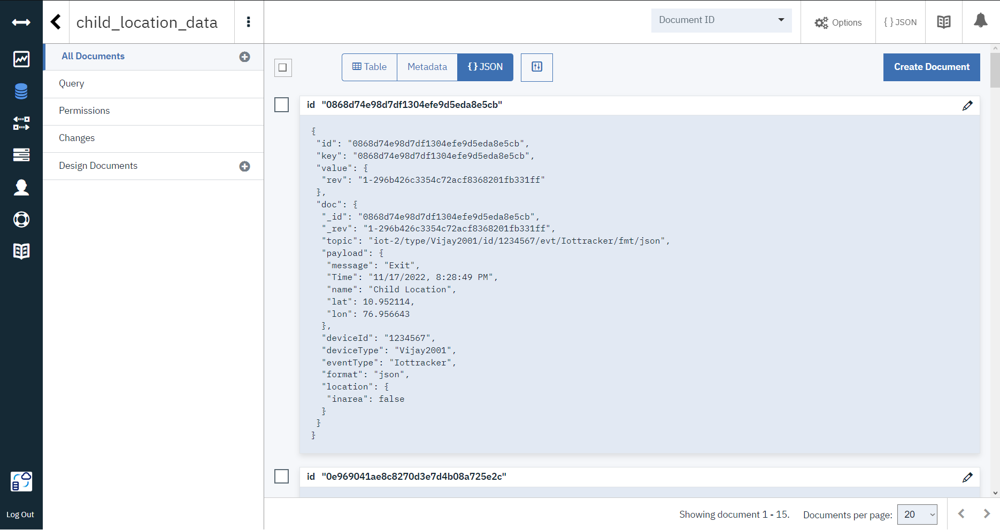 child_location_data
Document ID
Options
{ } JSON
All Documents
Query
Permissions
Changes
Design Documents
Log Out
Table
Metadata
{} JSON
Create Document
id "0868d74e98d7df1304efe9d5eda8e5cb"
{
"id": "0868d74e98d7df1304efe9d5eda8e5cb",
"key": "0868d74e98d7df1304efe9d5eda8e5cb",
"value": {
"rev": "1-296b426c3354c72acf8368201fb331ff"
},
"doc": {
"_id": "0868d74e98d7df1304efe9d5eda8e5cb",
"_rev": "1-296b426c3354c72acf8368201fb331ff",
"topic": "iot-2/type/Vijay2001/id/1234567/evt/Iottracker/fmt/json",
"payload": {
"message": "Exit",
"Time": "11/17/2022, 8:28:49 PM",
"name": "Child Location",
"lat": 10.952114,
"lon": 76.956643
},
"deviceId": "1234567",
"deviceType": "Vijay2001",
"eventType": "Iottracker",
"format": "json",
"location": {
"inarea": false
}
}
}
id "0e969041ae8c8270d3e7d4b08a725e2c"
Showing document 1 - 15.
Documents per page: 20